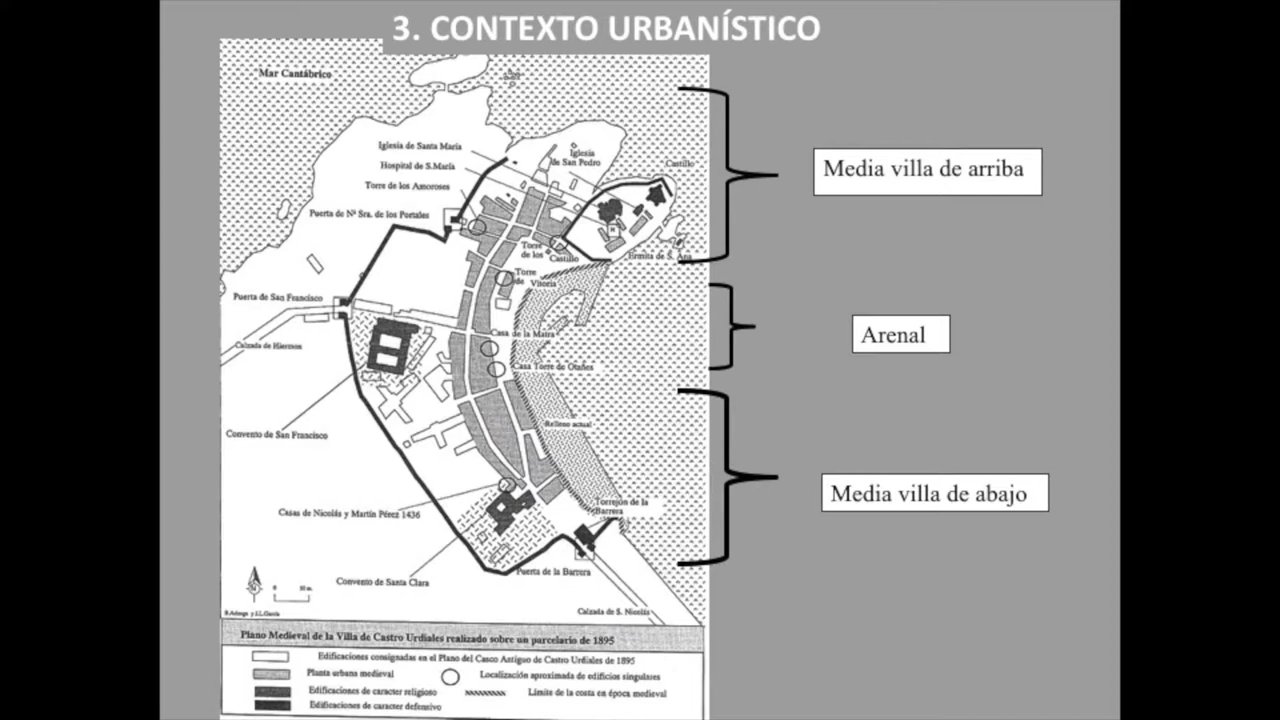 3. CONTEXTO URBANÍSTICO
Mar Cantábrico
Iglesia de Santa María
Hospital de S.María
Torre de los Amoroses
Puerta de Nª Sra. de los Portales
Iglesia
de San Pedro
Castillo
Torre
de los Castillo
Ermita de S. Ana
Torre
de Vitoria
Puerta de San Francisco
Calzada de Hiermos
Casa de la Matra
Casa Torre de Otañes
Convento de San Francisco
Relleno actual
Casas de Nicolás y Martín Pérez 1436
Torrejón de la
Barrera
Puerta de la Barrera
Convento de Santa Clara
Calzada de S. Nicolás
N
0
Media villa de arriba
Arenal
Media villa de abajo
Plano Medieval de la Villa de Castro Urdiales realizado sobre un parcelario de 1895
Edificaciones consignadas en el Plano del Casco Antiguo de Castro Urdiales de 1895
Planta urbana medieval
Localización aproximada de edificios singulares
Edificaciones de caracter religioso
Límite de la costa en época medieval
Edificaciones de caracter defensivo